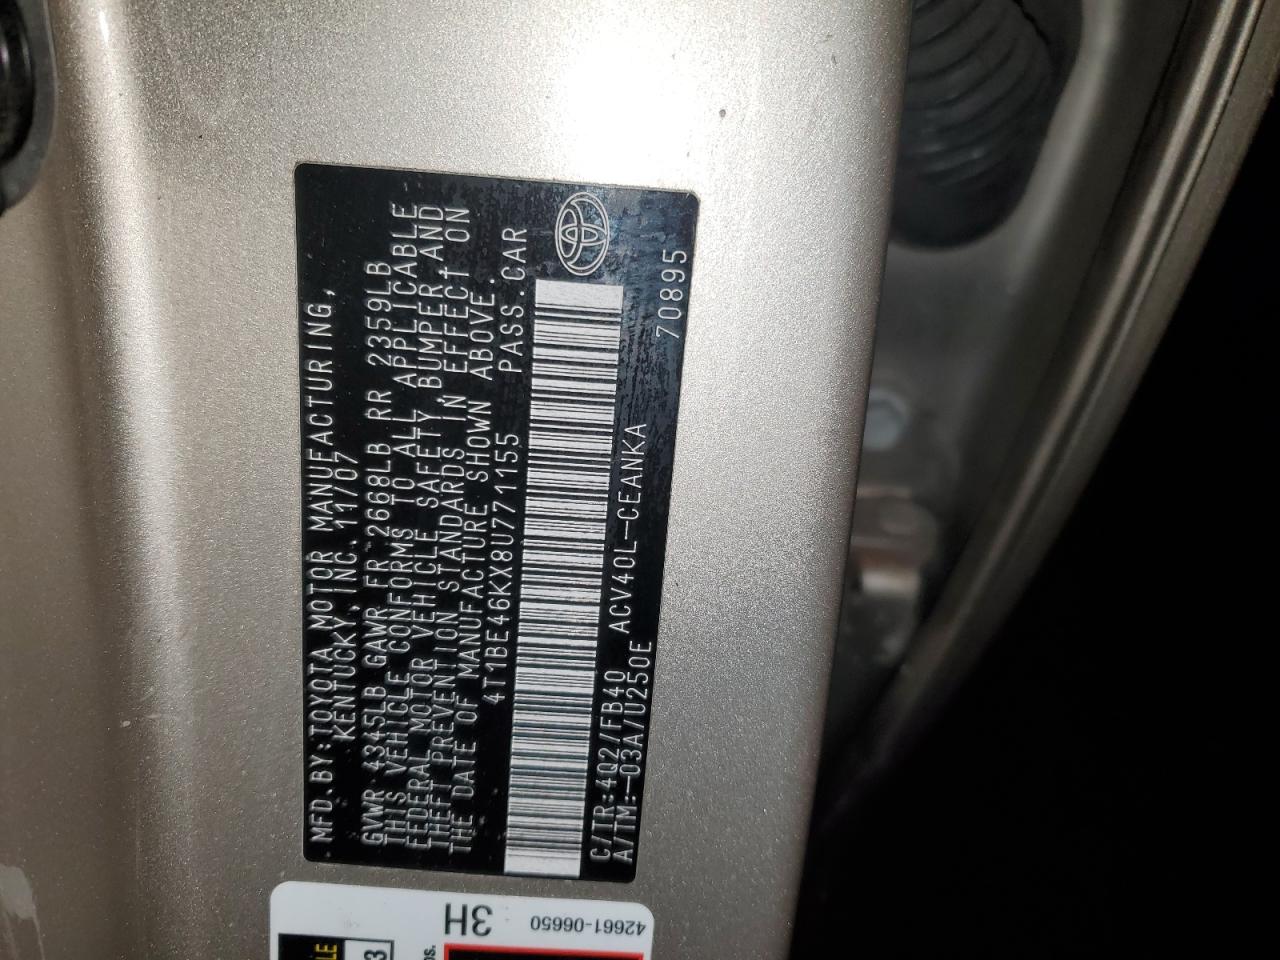 MFD.BY:TOYOTA MOTOR MANUFACTURING,
KENTUCKY, INC. 11/07
GVWR 4345LB GAWR FR 2668LB RR 2359LB
THIS VEHICLE CONFORMS TO ALL APPLICABLE
FEDERAL MOTOR VEHICLE SAFETY, BUMPER, AND
THEFT PREVENTION STANDARDS IN EFFECT ON
THE DATE OF MANUFACTURE SHOWN ABOVE.
4T1BE46KX8U771155 PASS.CAR
C/TR:4Q2/FB40 ACV40L-CEANKA 70895
A/TM:-03A/U250E
3H
42661-06650